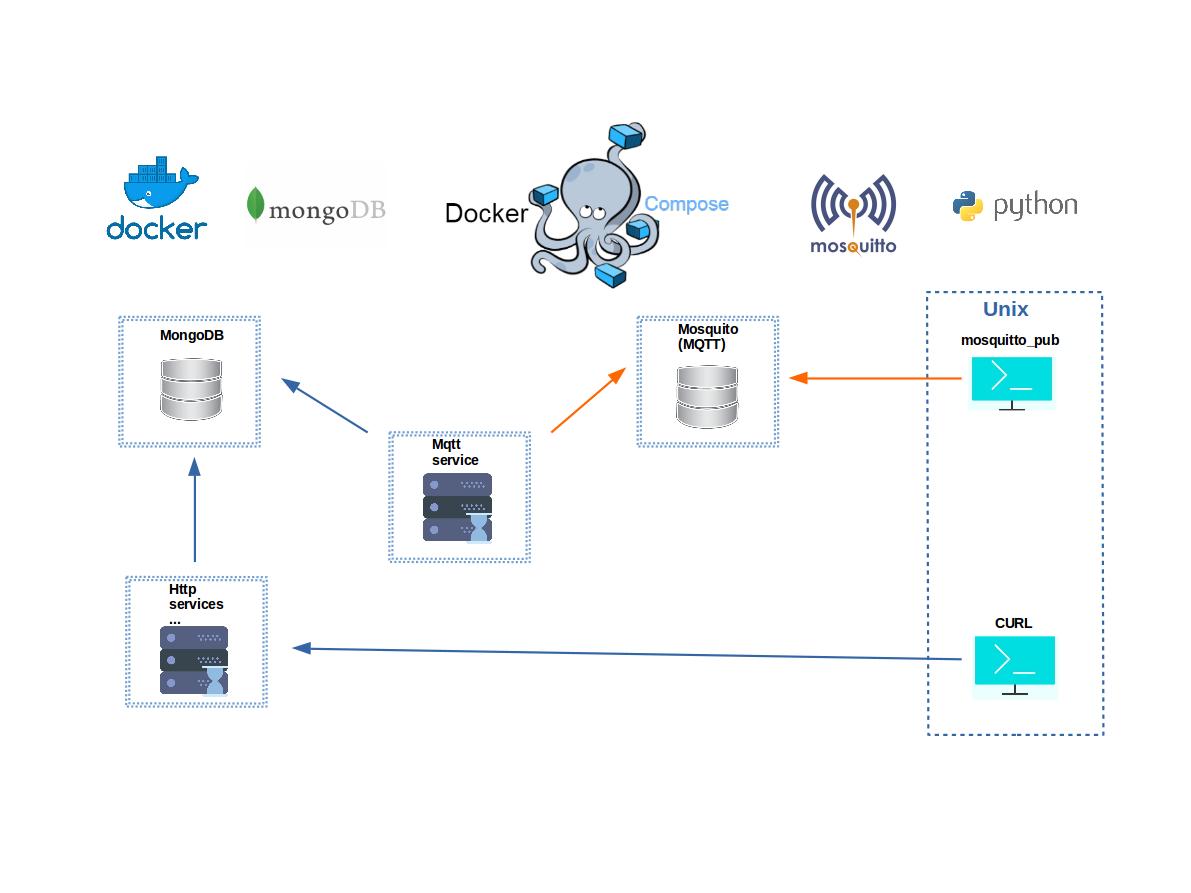 docker
mongoDB
Docker
Compose
mosquitto
python
MongoDB
Mosquito
(MQTT)
Unix
mosquitto_pub
Mqtt
service
Http
services
...
CURL